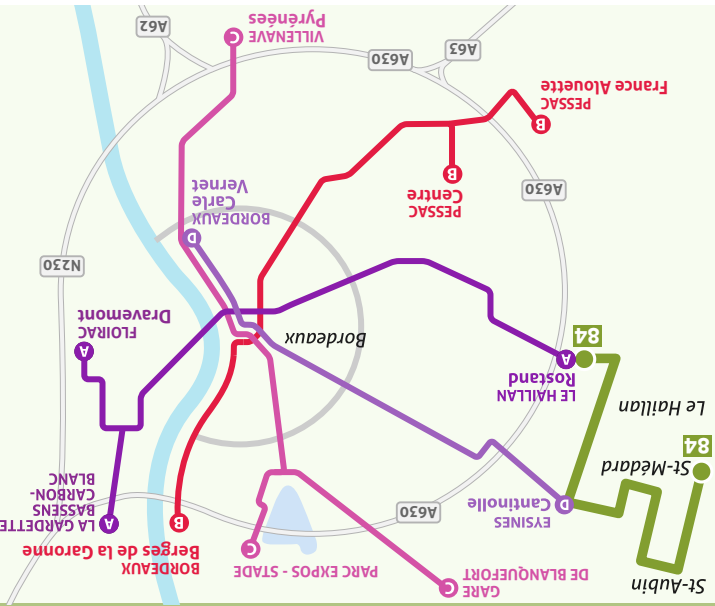 St-Aubin
GARE
DE BLANQUEFORT
C
PARC EXPOS - STADE
C
BORDEAUX
Berges de la Garonne
B
LA GARDETTE
BASSENS
CARBON-
BLANC
A
A630
EYSINES
Cantinolle
D
St-Médard
84
Le Haillan
LE HAILLAN
Rostand
A
84
Bordeaux
FLOIRAC
Dravemont
A
N230
BORDEAUX
Carle
Vernet
D
A630
PESSAC
Centre
B
PESSAC
France Alouette
B
A630
A63
VILLENAVE
Pyrénées
C
A62